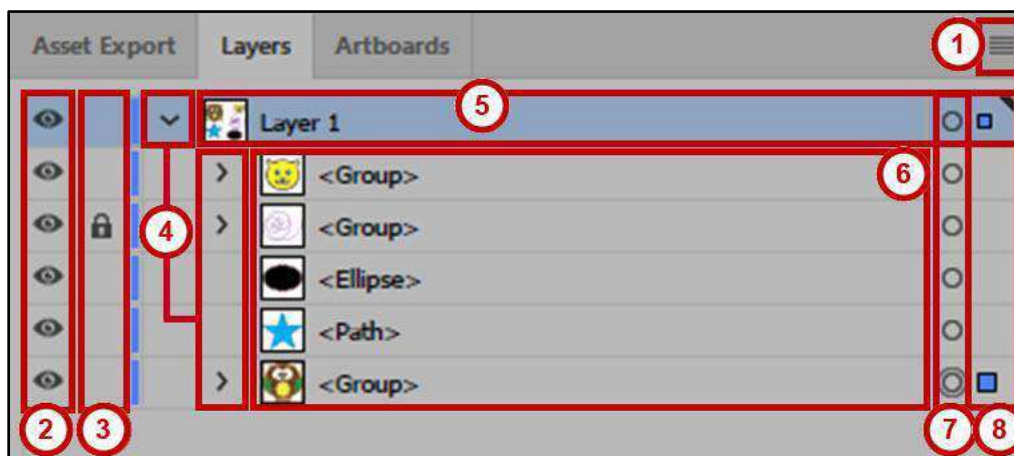 Asset Export Layers Artboards 1
5
Layer 1
<Group> 6
4 <Group>
<Ellipse>
<Path>
<Group>
2 3 7 8